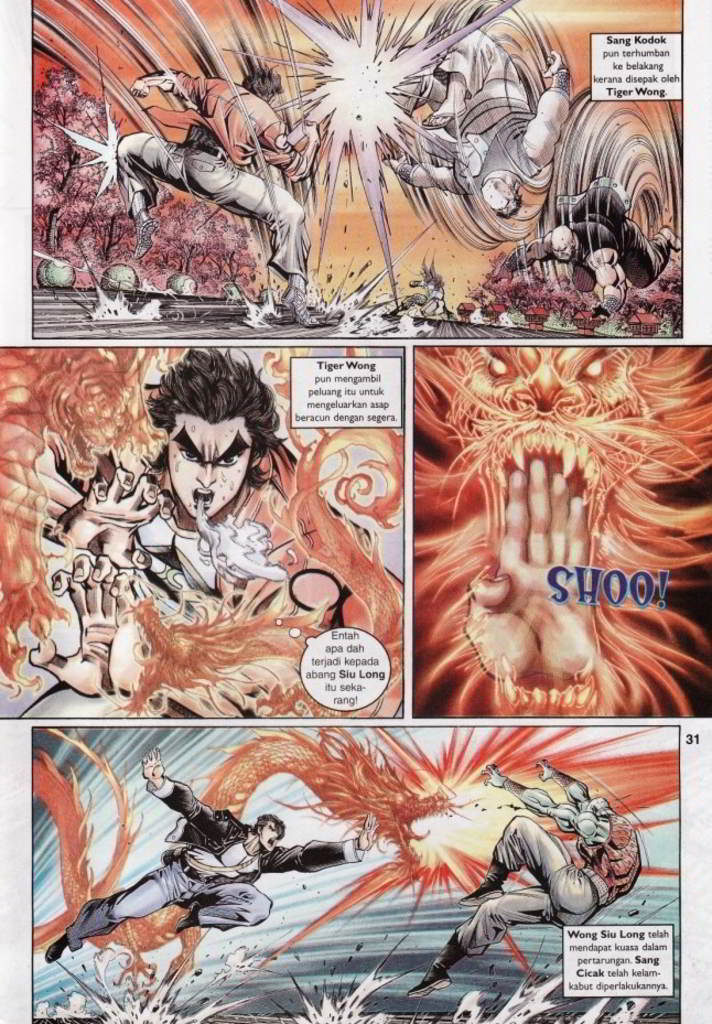 Sang Kodok
pun terhumban
ke belakang
kerana disepak oleh
Tiger Wong.
Tiger Wong
pun mengambil
peluang itu untuk
mengeluarkan asap
beracun dengan segera.
SHOO!
Entah
apa dah
terjadi kepada
abang Siu Long
itu seka-
rang!
31
Wong Siu Long telah
mendapat kuasa dalam
pertarungan. Sang
Cicak telah kelam-
kabut diperlakukannya.